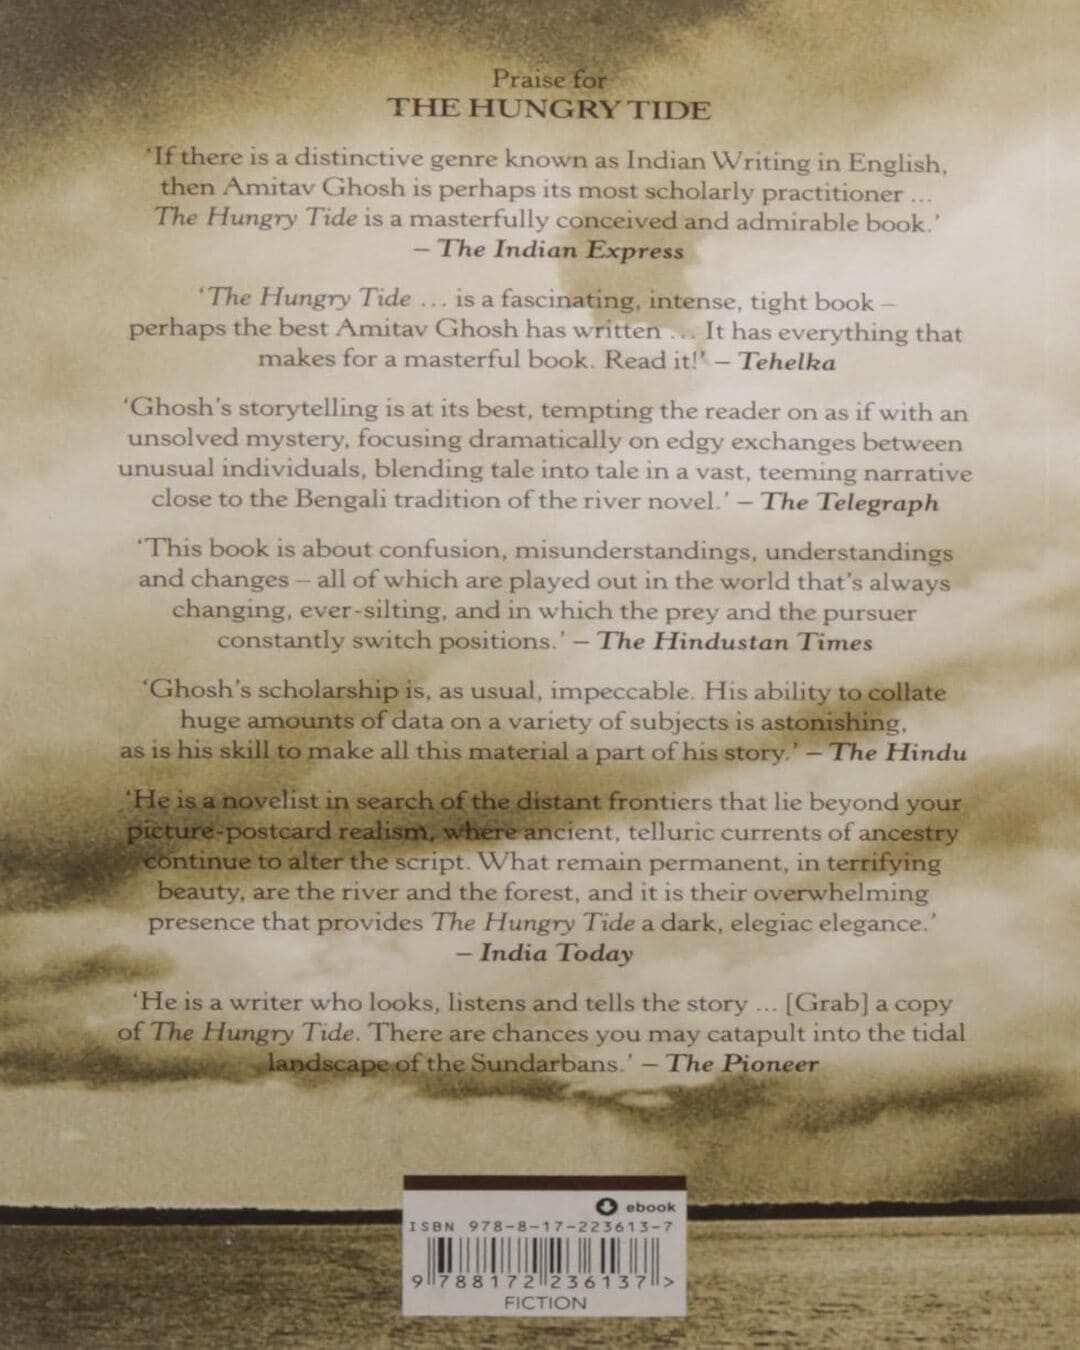 Praise for
THE HUNGRY TIDE
‘If there is a distinctive genre known as Indian Writing in English,
then Amitav Ghosh is perhaps its most scholarly practitioner ...
The Hungry Tide is a masterfully conceived and admirable book.’
– The Indian Express
‘The Hungry Tide ... is a fascinating, intense, tight book –
perhaps the best Amitav Ghosh has written ... It has everything that
makes for a masterful book. Read it!’ – Tehelka
‘Ghosh’s storytelling is at its best, tempting the reader on as if with an
unsolved mystery, focusing dramatically on edgy exchanges between
unusual individuals, blending tale into tale in a vast, teeming narrative
close to the Bengali tradition of the river novel.’ – The Telegraph
‘This book is about confusion, misunderstandings, understandings
and changes – all of which are played out in the world that’s always
changing, ever-silting, and in which the prey and the pursuer
constantly switch positions.’ – The Hindustan Times
‘Ghosh’s scholarship is, as usual, impeccable. His ability to collate
huge amounts of data on a variety of subjects is astonishing,
as is his skill to make all this material a part of his story.’ – The Hindu
‘He is a novelist in search of the distant frontiers that lie beyond your
picture-postcard realism, where ancient, telluric currents of ancestry
continue to alter the script. What remain permanent, in terrifying
beauty, are the river and the forest, and it is their overwhelming
presence that provides The Hungry Tide a dark, elegiac elegance.’
– India Today
‘He is a writer who looks, listens and tells the story ... [Grab] a copy
of The Hungry Tide. There are chances you may catapult into the tidal
landscape of the Sundarbans.’ – The Pioneer
ebook
ISBN 978-8-17-223613-7
9 788172 236137 >
FICTION